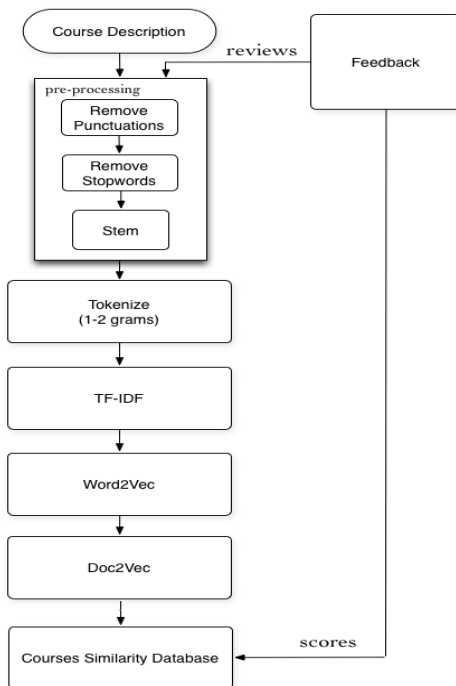 Course Description
reviews
Feedback
pre-processing
Remove
Punctuations
Remove
Stopwords
Stem
Tokenize
(1-2 grams)
TF-IDF
Word2Vec
Doc2Vec
scores
Courses Similarity Database